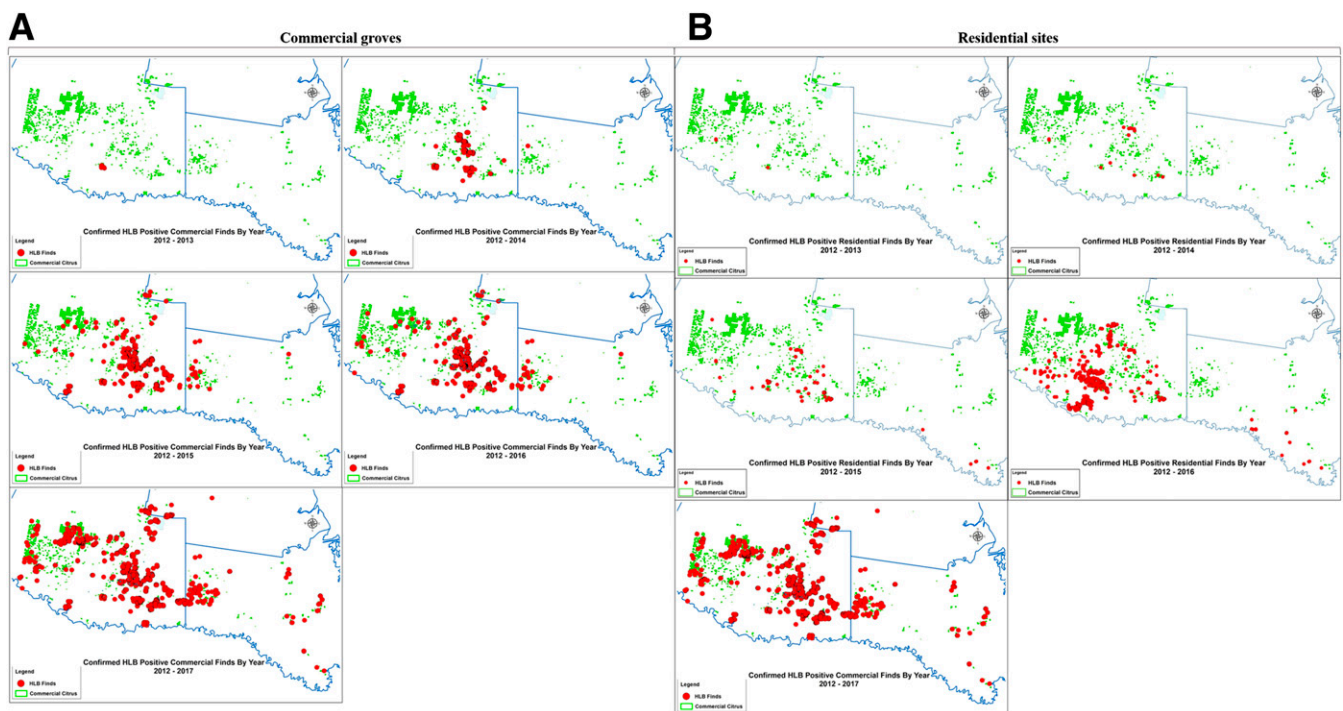 A
Commercial groves
B
Residential sites
Confirmed HLB Positive Commercial Finds By Year
2012 - 2013
Legend
HLB Finds
Commercial Citrus
Confirmed HLB Positive Commercial Finds By Year
2012 - 2014
Legend
HLB Finds
Commercial Citrus
Confirmed HLB Positive Residential Finds By Year
2012 - 2013
Legend
HLB Finds
Commercial Citrus
Confirmed HLB Positive Residential Finds By Year
2012 - 2014
Legend
HLB Finds
Commercial Citrus
Confirmed HLB Positive Commercial Finds By Year
2012 - 2015
Legend
HLB Finds
Commercial Citrus
Confirmed HLB Positive Commercial Finds By Year
2012 - 2016
Legend
HLB Finds
Commercial Citrus
Confirmed HLB Positive Residential Finds By Year
2012 - 2015
Legend
HLB Finds
Commercial Citrus
Confirmed HLB Positive Residential Finds By Year
2012 - 2016
Legend
HLB Finds
Commercial Citrus
Confirmed HLB Positive Commercial Finds By Year
2012 - 2017
Legend
HLB Finds
Commercial Citrus
Confirmed HLB Positive Commercial Finds By Year
2012 - 2017
Legend
HLB Finds
Commercial Citrus